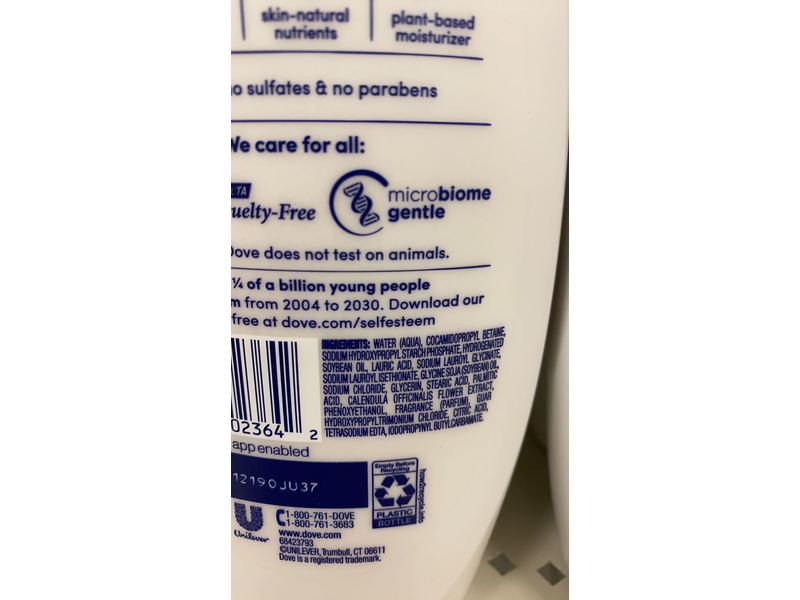 skin-natural nutrients
plant-based moisturizer
no sulfates & no parabens
We care for all:
Cruelty-Free
microbiome
gentle
Dove does not test on animals.
¼ of a billion young people
from 2004 to 2030. Download our
free at dove.com/selfesteem
INGREDIENTS: WATER (AQUA), COCAMIDOPROPYL BETAINE,
SODIUM HYDROXYPROPYL STARCH PHOSPHATE, HYDROGENATED
SOYBEAN OIL, LAURIC ACID, SODIUM LAUROYL GLYCINATE,
SODIUM LAUROYL ISETHIONATE, GLYCINE SOJA (SOYBEAN) OIL,
SODIUM CHLORIDE, GLYCERIN, STEARIC ACID, PALMITIC
ACID, CALENDULA OFFICINALIS FLOWER EXTRACT,
PHENOXYETHANOL, FRAGRANCE (PARFUM), GUAR
HYDROXYPROPYLTRIMONIUM CHLORIDE, CITRIC ACID,
TETRASODIUM EDTA, IODOPROPYNYL BUTYLCARBAMATE.
02364 2
app enabled
12190JU37
Empty Before
Recycling
PLASTIC
BOTTLE
how2recycle.info
Unilever
1-800-761-DOVE
1-800-761-3683
www.dove.com
68423793
©UNILEVER, Trumbull, CT 06611
Dove is a registered trademark.